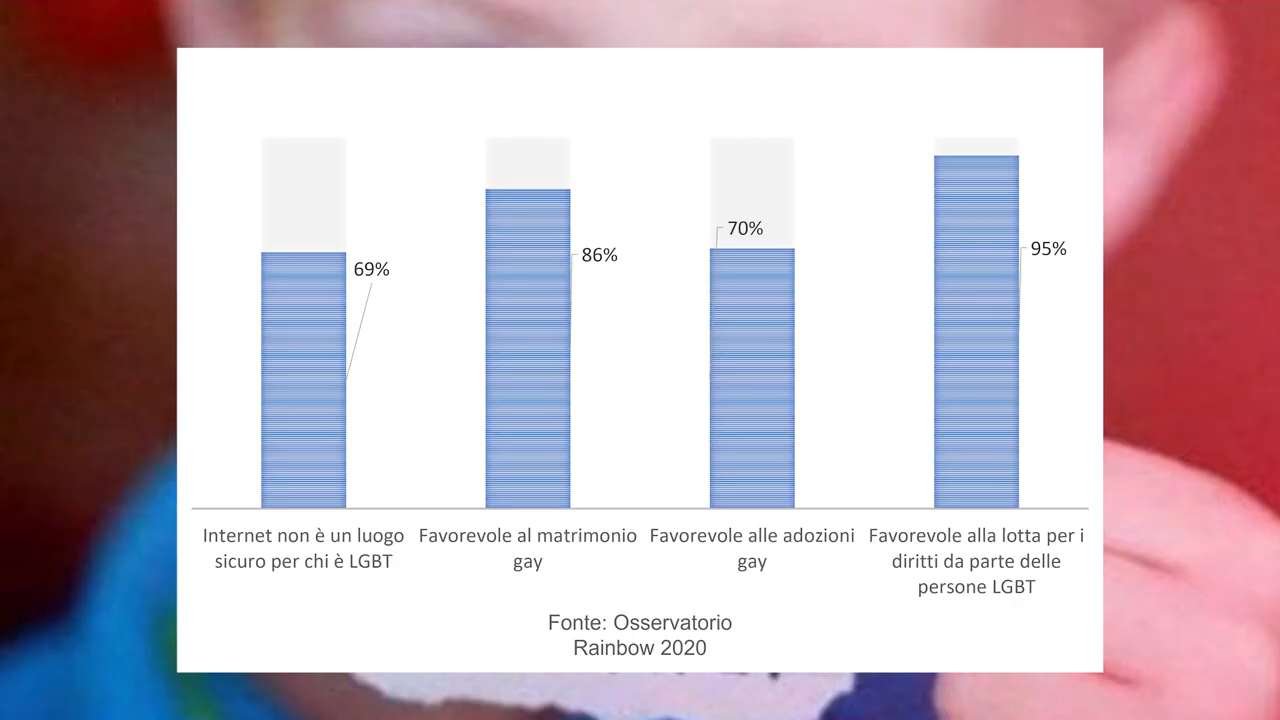 69%
86%
70%
95%
Internet non è un luogo
sicuro per chi è LGBT
Favorevole al matrimonio
gay
Favorevole alle adozioni
gay
Favorevole alla lotta per i
diritti da parte delle
persone LGBT
Fonte: Osservatorio
Rainbow 2020